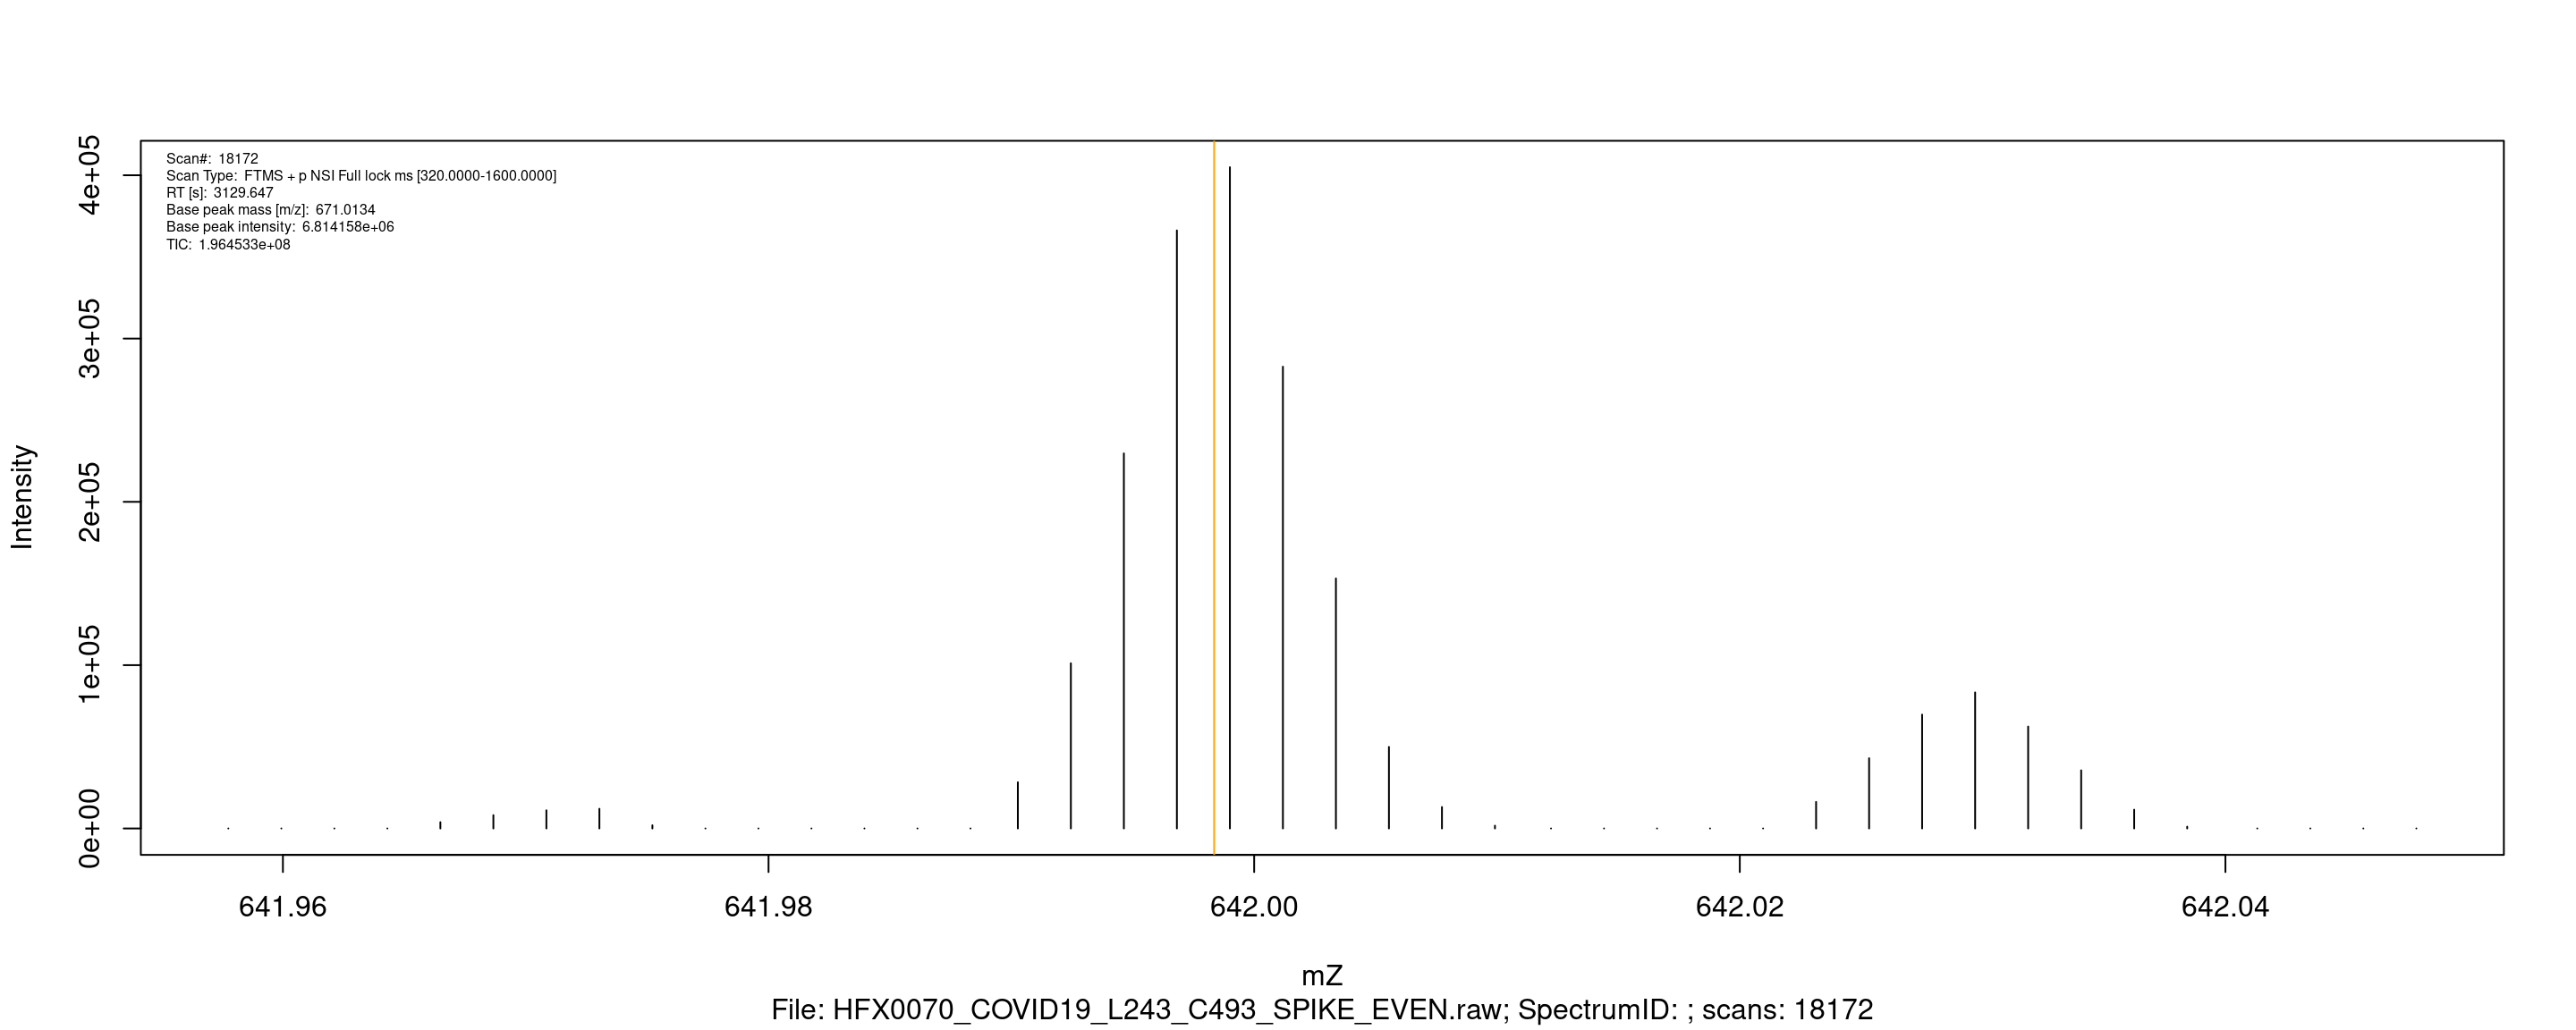 Scan#: 18172
Scan Type: FTMS + p NSI Full lock ms [320.0000-1600.0000]
RT [s]: 3129.647
Base peak mass [m/z]: 671.0134
Base peak intensity: 6.814158e+06
TIC: 1.964533e+08
Intensity
4e+05
3e+05
2e+05
1e+05
0e+00
641.96 641.98 642.00 642.02 642.04
mZ
File: HFX0070_COVID19_L243_C493_SPIKE_EVEN.raw; SpectrumID: ; scans: 18172